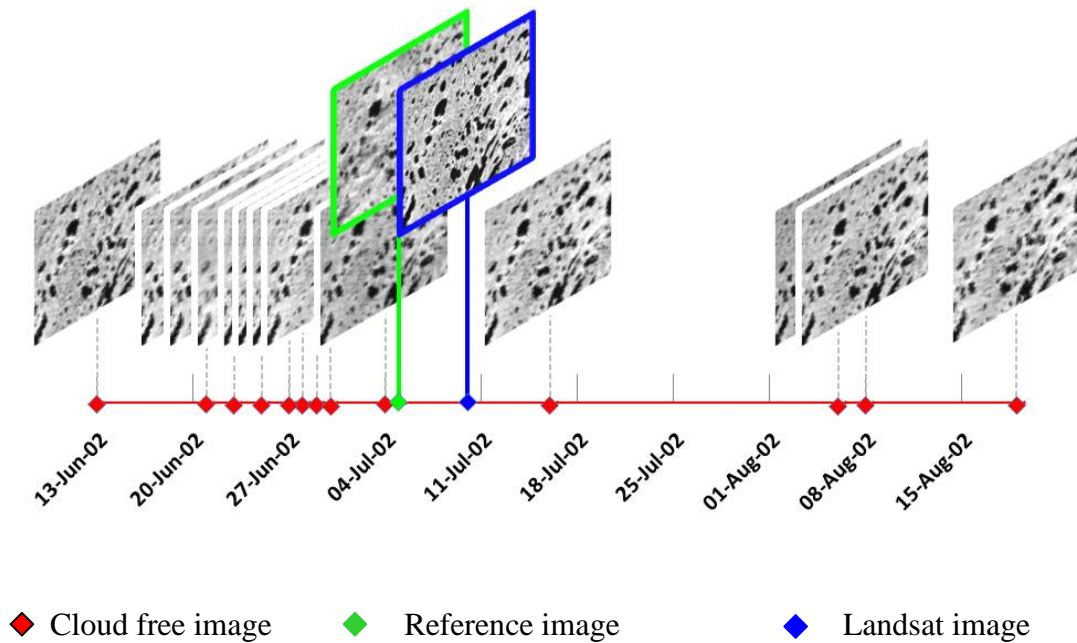 13-Jun-02
20-Jun-02
27-Jun-02
04-Jul-02
11-Jul-02
18-Jul-02
25-Jul-02
01-Aug-02
08-Aug-02
15-Aug-02
Cloud free image
Reference image
Landsat image